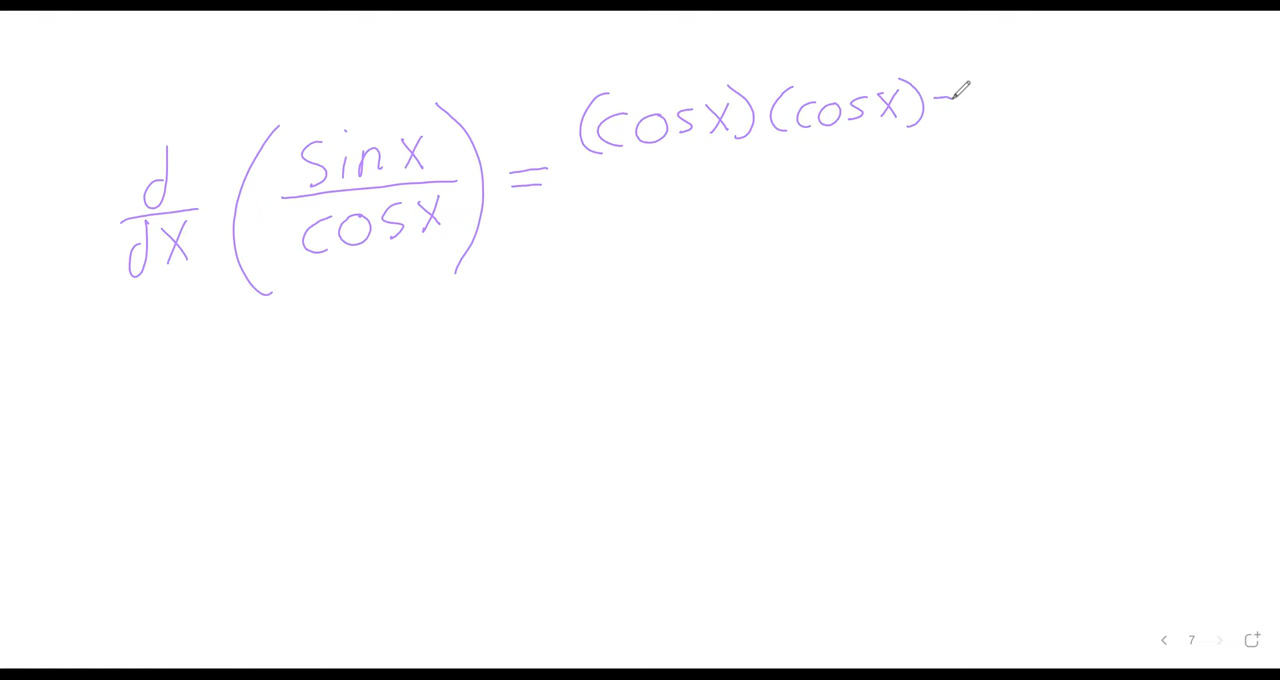 d/dx (sin x / cos x) = (cos x)(cos x) -
7